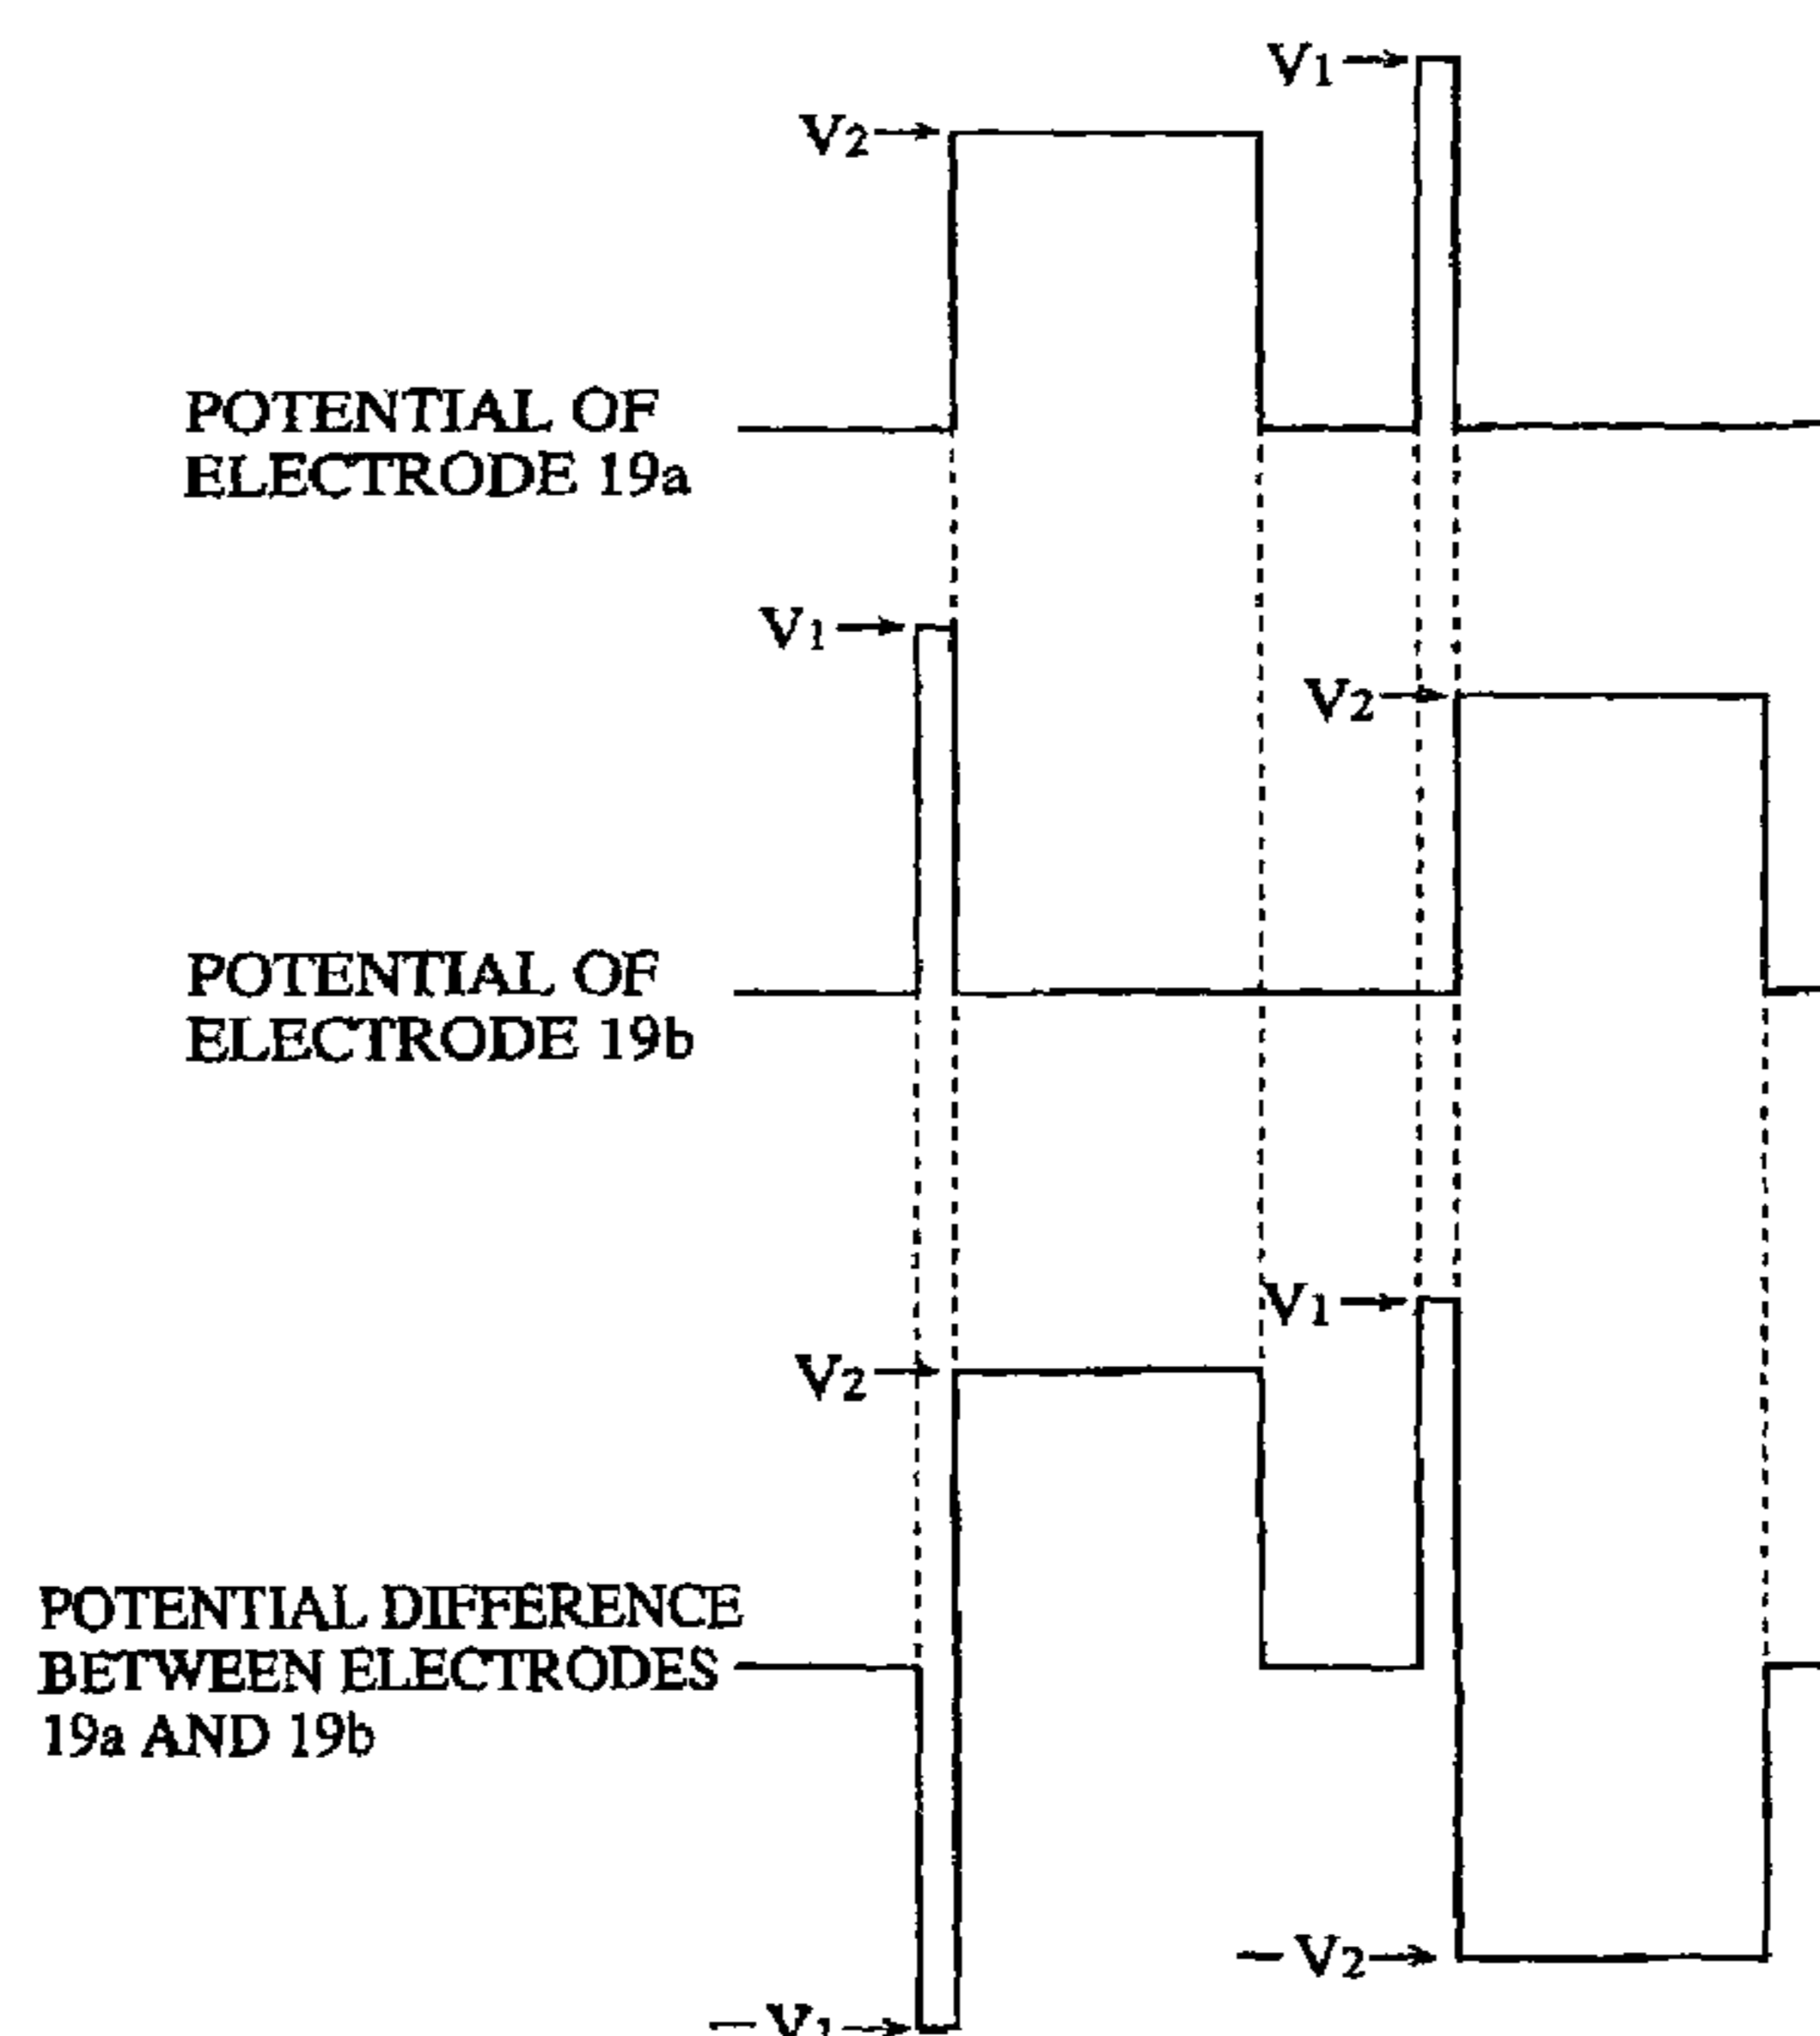 V1
V2
POTENTIAL OF
ELECTRODE 19a
V1
V2
POTENTIAL OF
ELECTRODE 19b
V1
V2
POTENTIAL DIFFERENCE
BETWEEN ELECTRODES
19a AND 19b
— V2
— V1